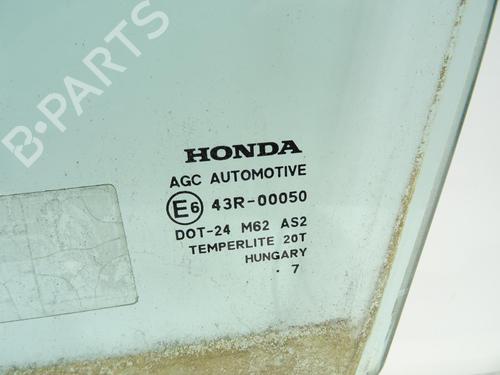 B-PARTS
HONDA
AGC AUTOMOTIVE
E6 43R-00050
DOT-24 M62 AS2
TEMPERLITE 20T
HUNGARY
. 7